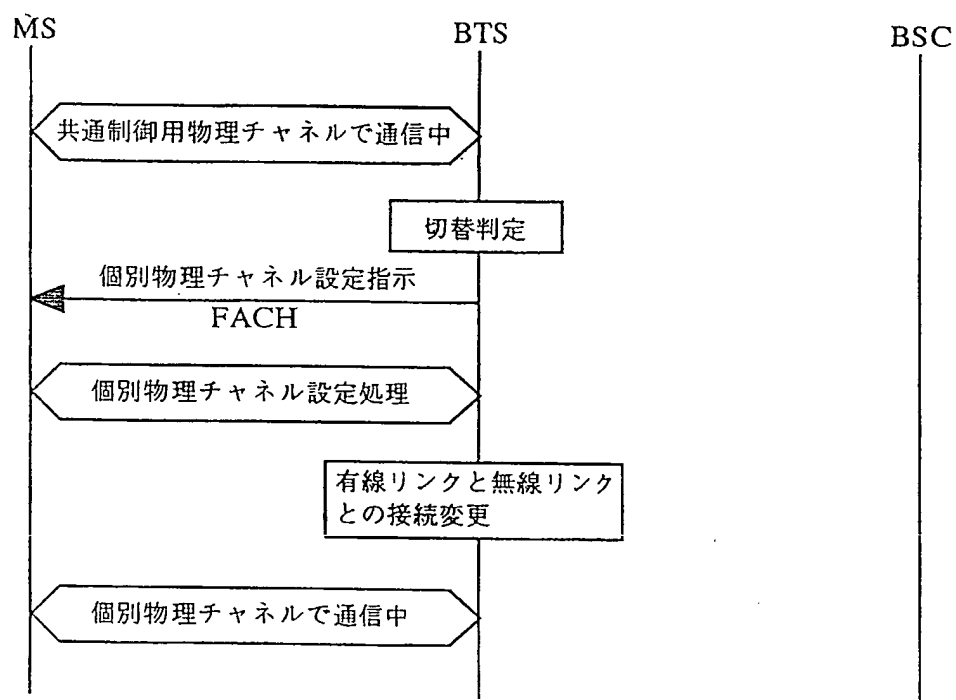 MS
BTS
BSC
共通制御用物理チャネルで通信中
切替判定
個別物理チャネル設定指示
FACH
個別物理チャネル設定処理
有線リンクと無線リンク
との接続変更
個別物理チャネルで通信中